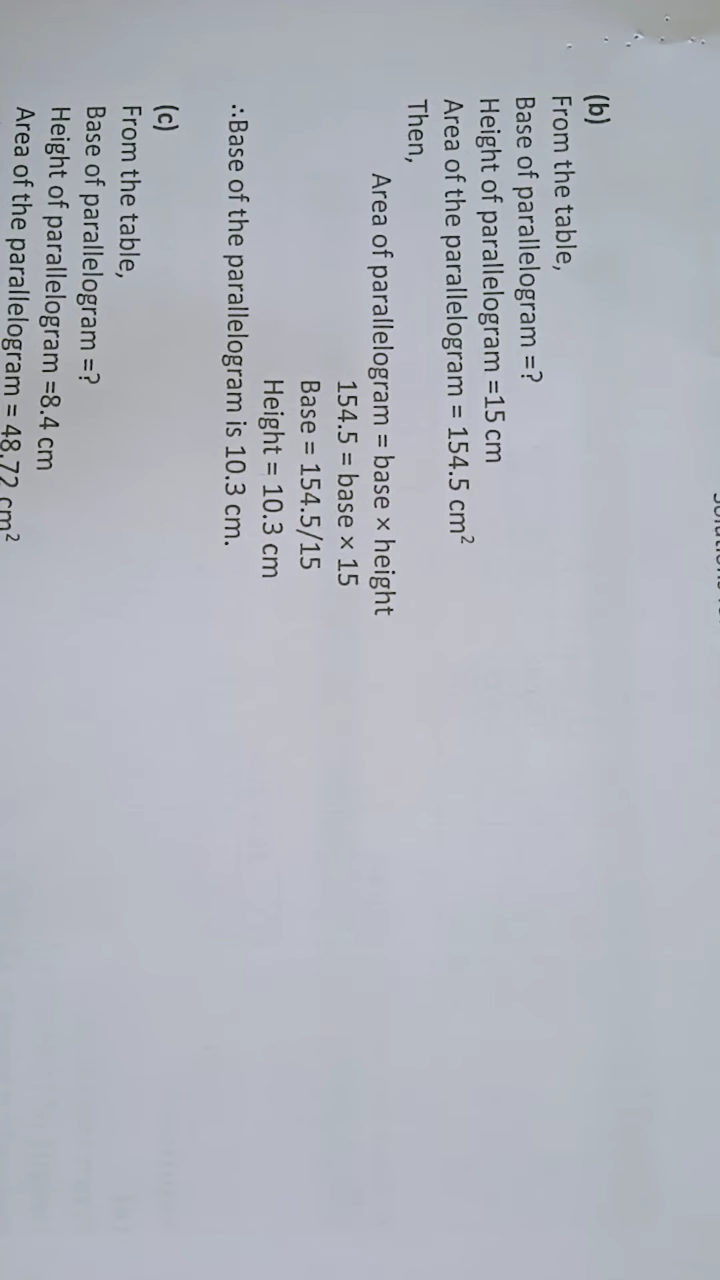 (b)
From the table,
Base of parallelogram =?
Height of parallelogram =15 cm
Area of the parallelogram = 154.5 cm²
Then,
Area of parallelogram = base × height
154.5 = base × 15
Base = 154.5/15
Height = 10.3 cm
∴Base of the parallelogram is 10.3 cm.
(c)
From the table,
Base of parallelogram =?
Height of parallelogram =8.4 cm
Area of the parallelogram = 48.72 cm²